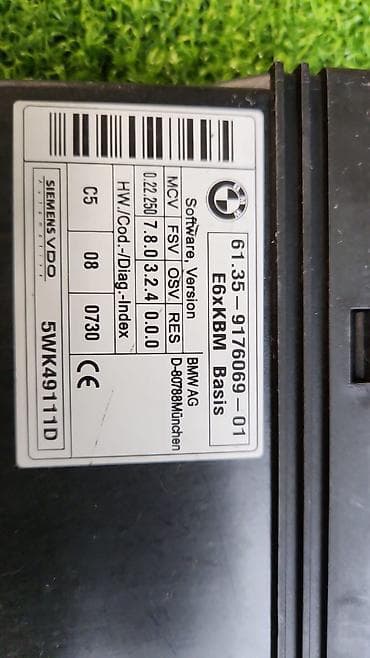 BMW
61.35-9176069-01
E6xKBM Basis
Software, Version
MCV FSV OSV RES
0.22.250 7.8.0 3.2.4 0.0.0
HW/Cod.-/Diag.-Index
C5 08 0730
BMW AG
D-80788München
CE
SIEMENS VDO
AUTOMOTIVE
5WK49111D